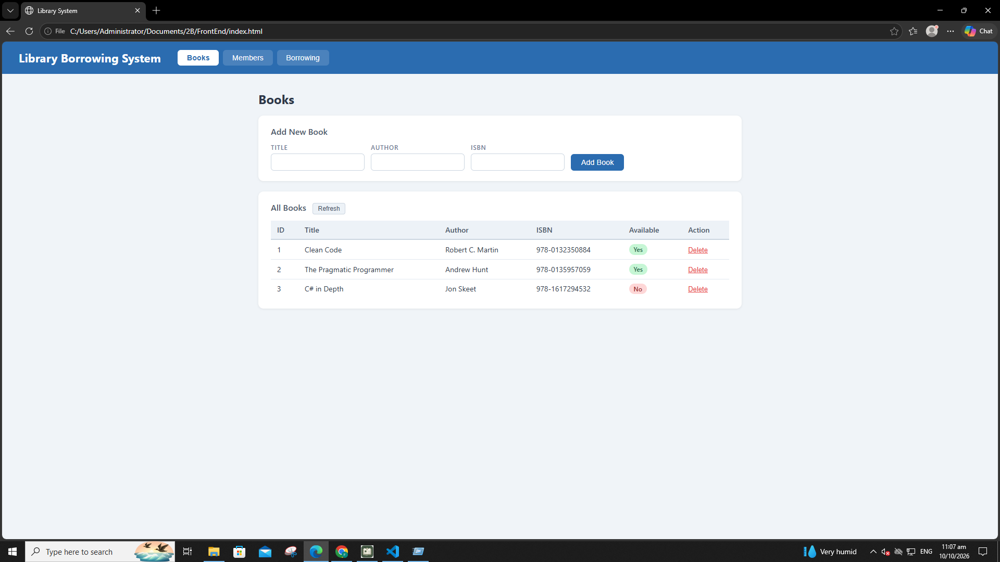 Library System
File C:/Users/Administrator/Documents/2B/FrontEnd/index.html
Chat
Library Borrowing System Books Members Borrowing
Books
Add New Book
TITLE AUTHOR ISBN
Add Book
All Books Refresh
ID Title Author ISBN Available Action
1 Clean Code Robert C. Martin 978-0132350884 Yes Delete
2 The Pragmatic Programmer Andrew Hunt 978-0135957059 Yes Delete
3 C# in Depth Jon Skeet 978-1617294532 No Delete
Type here to search
Very humid
ENG
11:07 am
10/10/2026